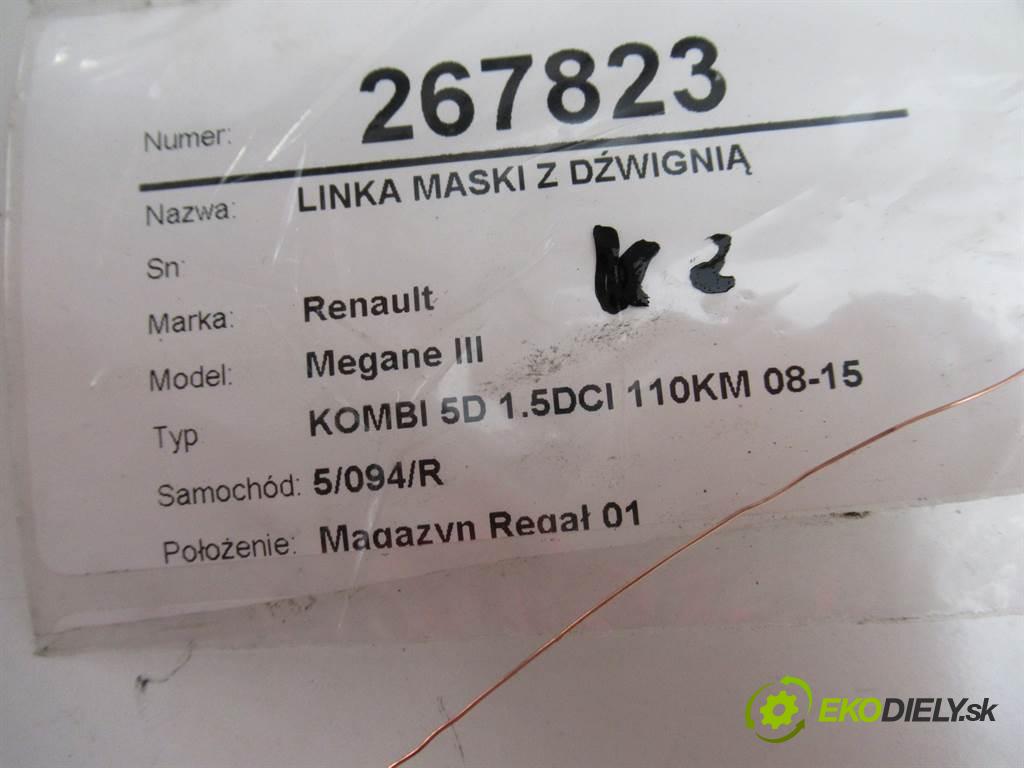 Numer: 267823
Nazwa: LINKA MASKI Z DŹWIGNIĄ
Sn:
K 2
Marka: Renault
Model: Megane III
Typ KOMBI 5D 1.5DCI 110KM 08-15
Samochód: 5/094/R
Położenie: Magazyn Regał 01
EKODIELY.sk